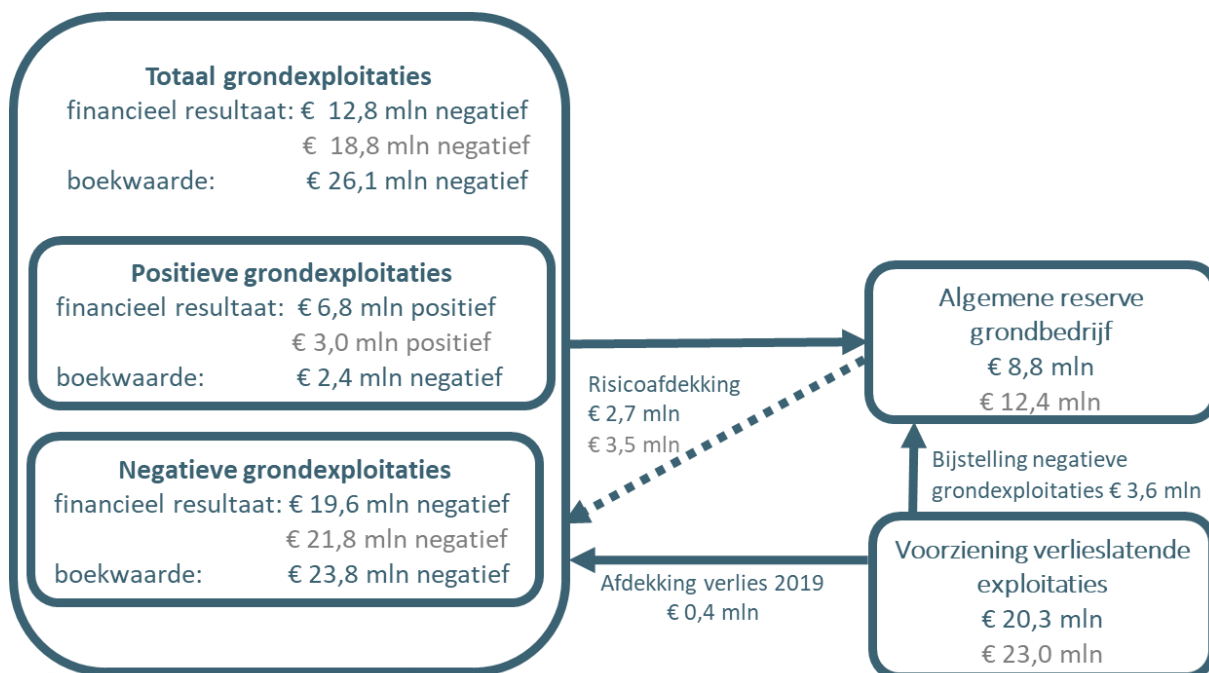 Totaal grondexploitaties
financieel resultaat: € 12,8 mln negatief
€ 18,8 mln negatief
boekwaarde: € 26,1 mln negatief
Positieve grondexploitaties
financieel resultaat: € 6,8 mln positief
€ 3,0 mln positief
boekwaarde: € 2,4 mln negatief
Negatieve grondexploitaties
financieel resultaat: € 19,6 mln negatief
€ 21,8 mln negatief
boekwaarde: € 23,8 mln negatief
Risicoafdekking
€ 2,7 mln
€ 3,5 mln
Afdekking verlies 2019
€ 0,4 mln
Algemene reserve
grondbedrijf
€ 8,8 mln
€ 12,4 mln
Bijstelling negatieve
grondexploitaties € 3,6 mln
Voorziening verlieslatende
exploitaties
€ 20,3 mln
€ 23,0 mln